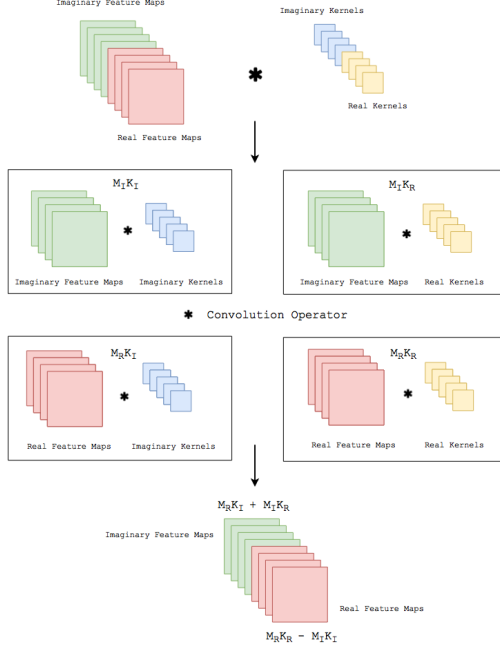 Imaginary Feature Maps
Imaginary Kernels
*
Real Kernels
Real Feature Maps
MIKI
*
Imaginary Feature Maps Imaginary Kernels
MIKR
*
Imaginary Feature Maps Real Kernels
* Convolution Operator
MRKI
*
Real Feature Maps Imaginary Kernels
MRKR
*
Real Feature Maps Real Kernels
MRKI + MIKR
Imaginary Feature Maps
Real Feature Maps
MRKR - MIKI